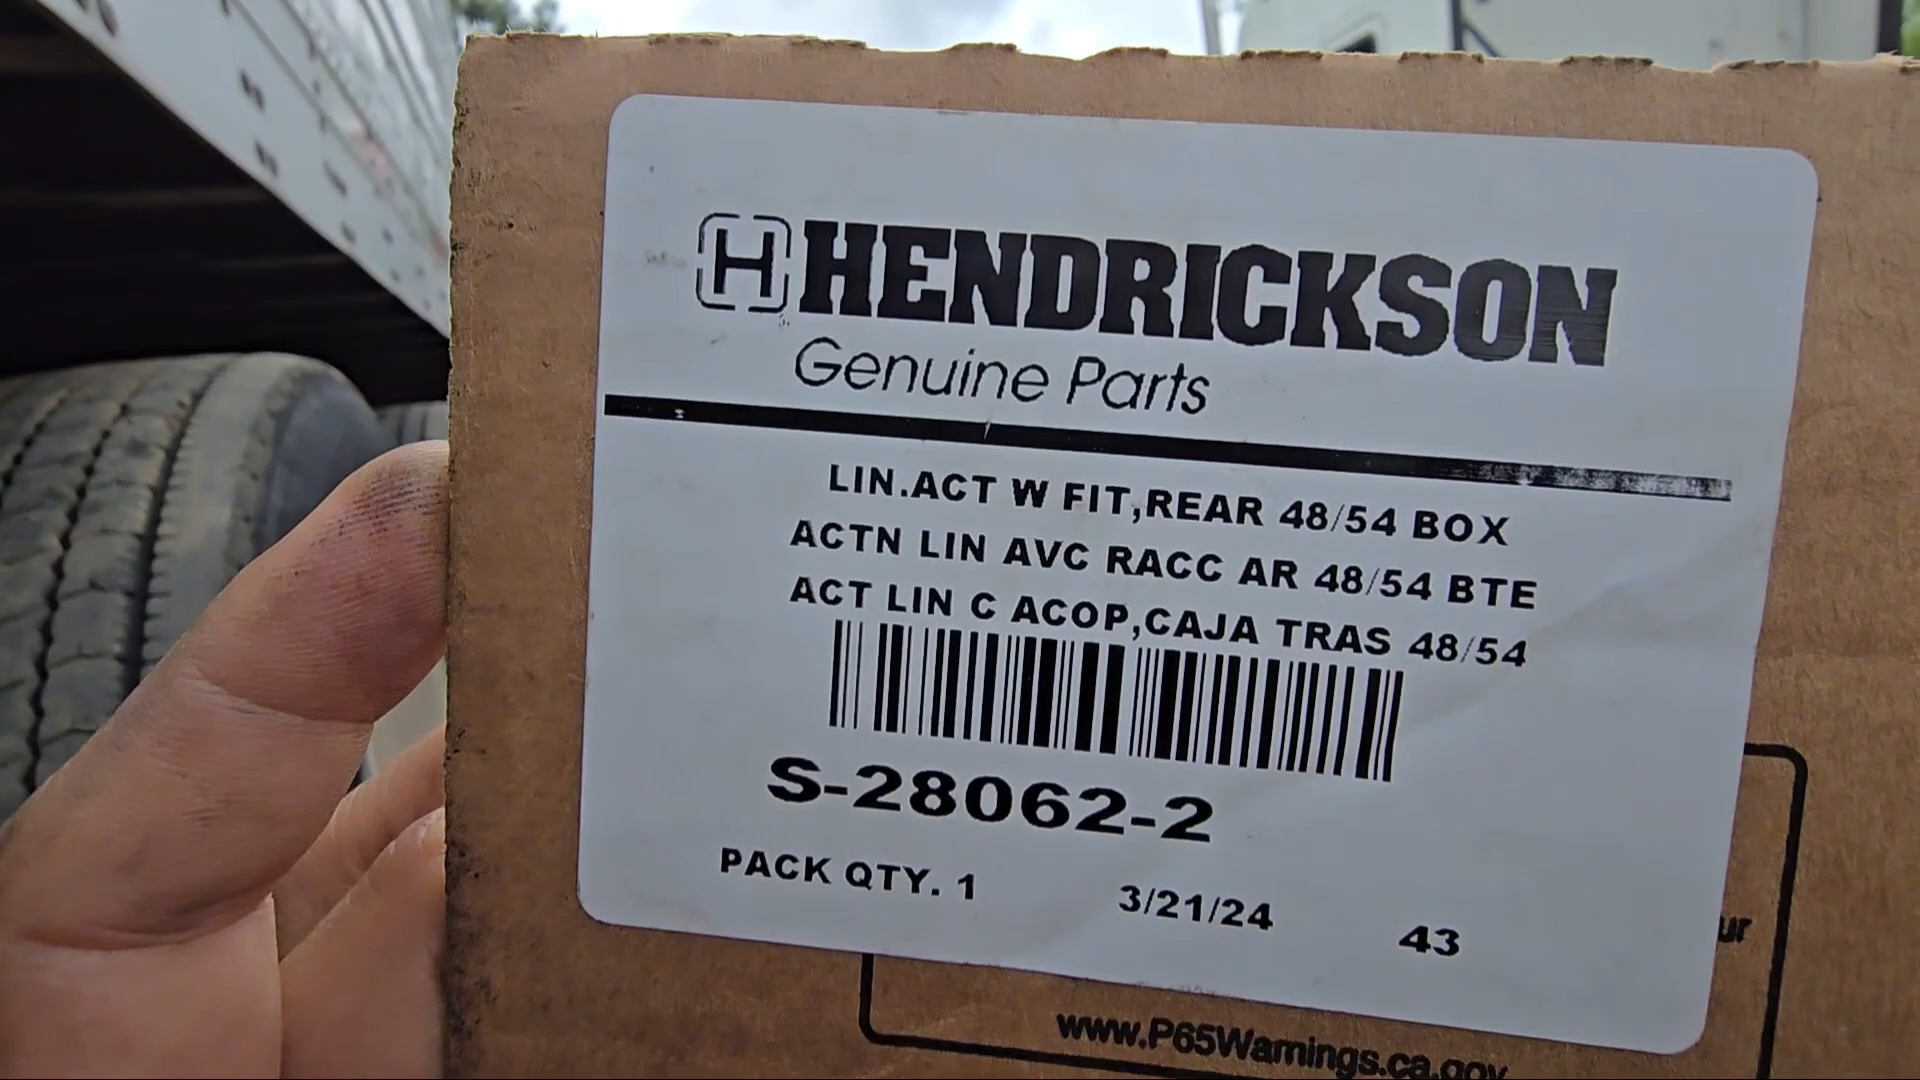 H HENDRICKSON
Genuine Parts
LIN.ACT W FIT,REAR 48/54 BOX
ACTN LIN AVC RACC AR 48/54 BTE
ACT LIN C ACOP,CAJA TRAS 48/54
S-28062-2
PACK QTY. 1 3/21/24 43
ur
www.P65Warnings.ca.gov